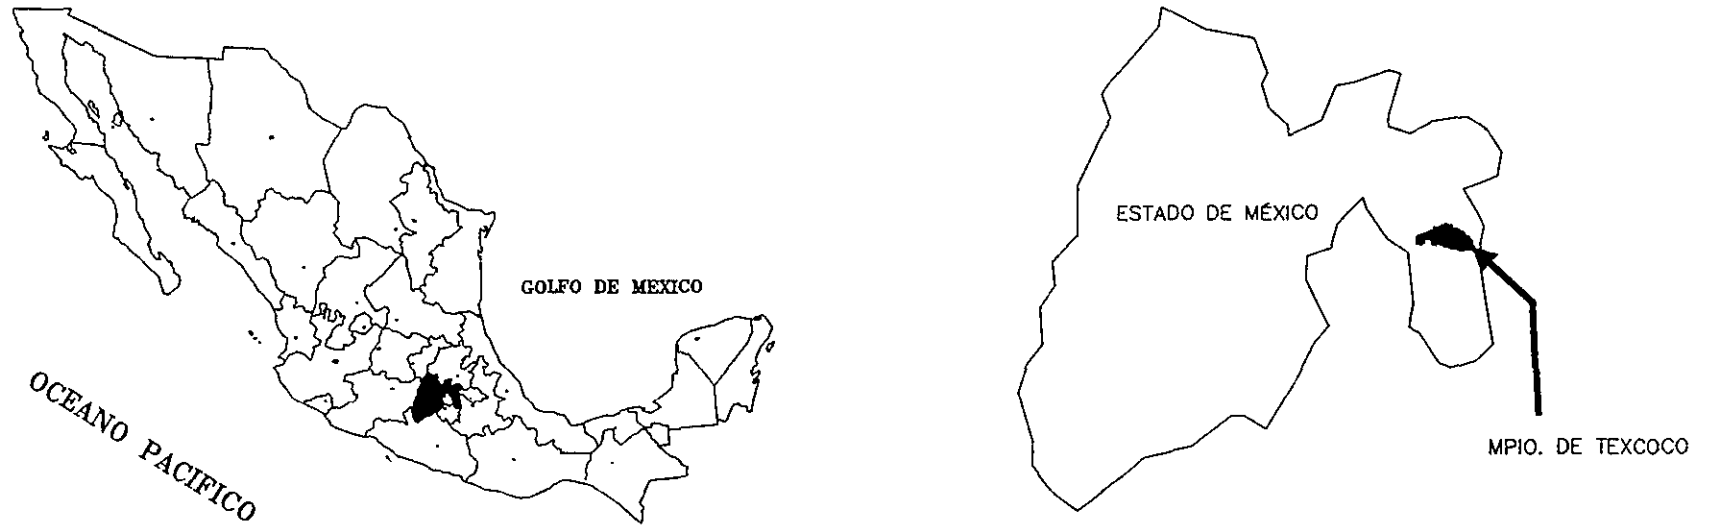 GOLFO DE MEXICO
OCEANO PACIFICO
ESTADO DE MÉXICO
MPIO. DE TEXCOCO